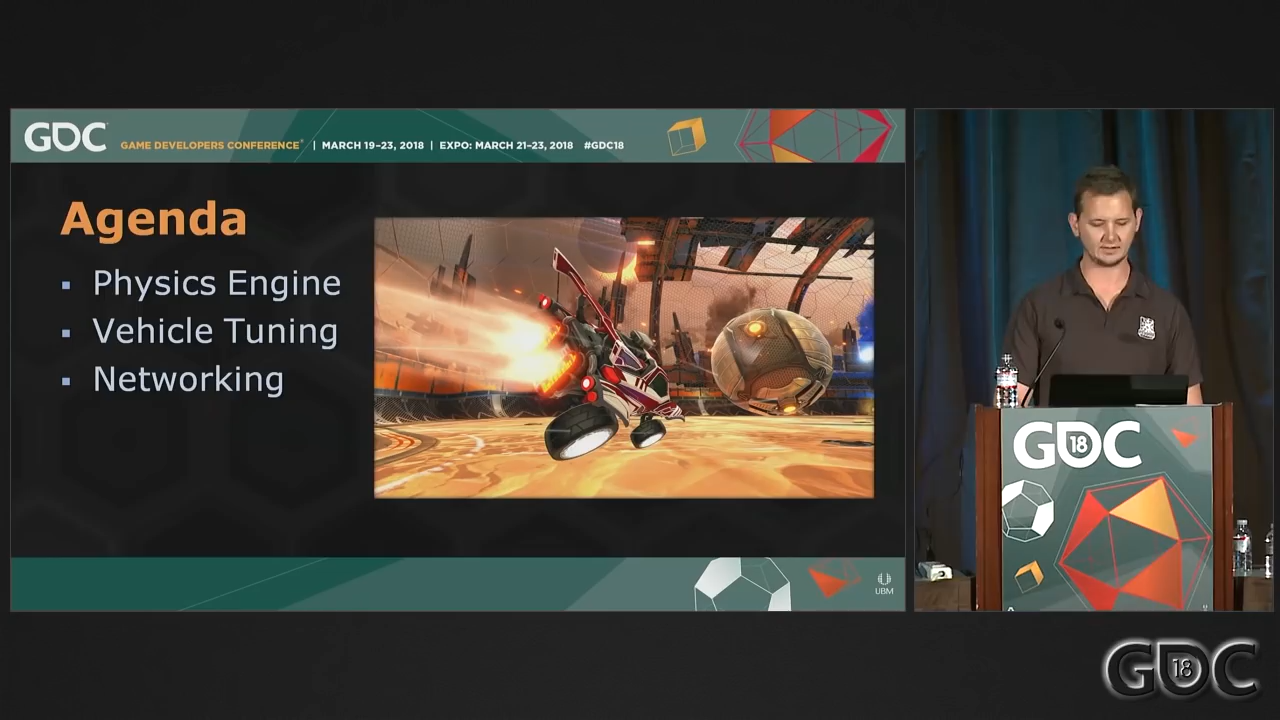 GDC GAME DEVELOPERS CONFERENCE® | MARCH 19–23, 2018 | EXPO: MARCH 21–23, 2018 #GDC18
Agenda
▪ Physics Engine
▪ Vehicle Tuning
▪ Networking
UBM
GDC 18
GDC 18